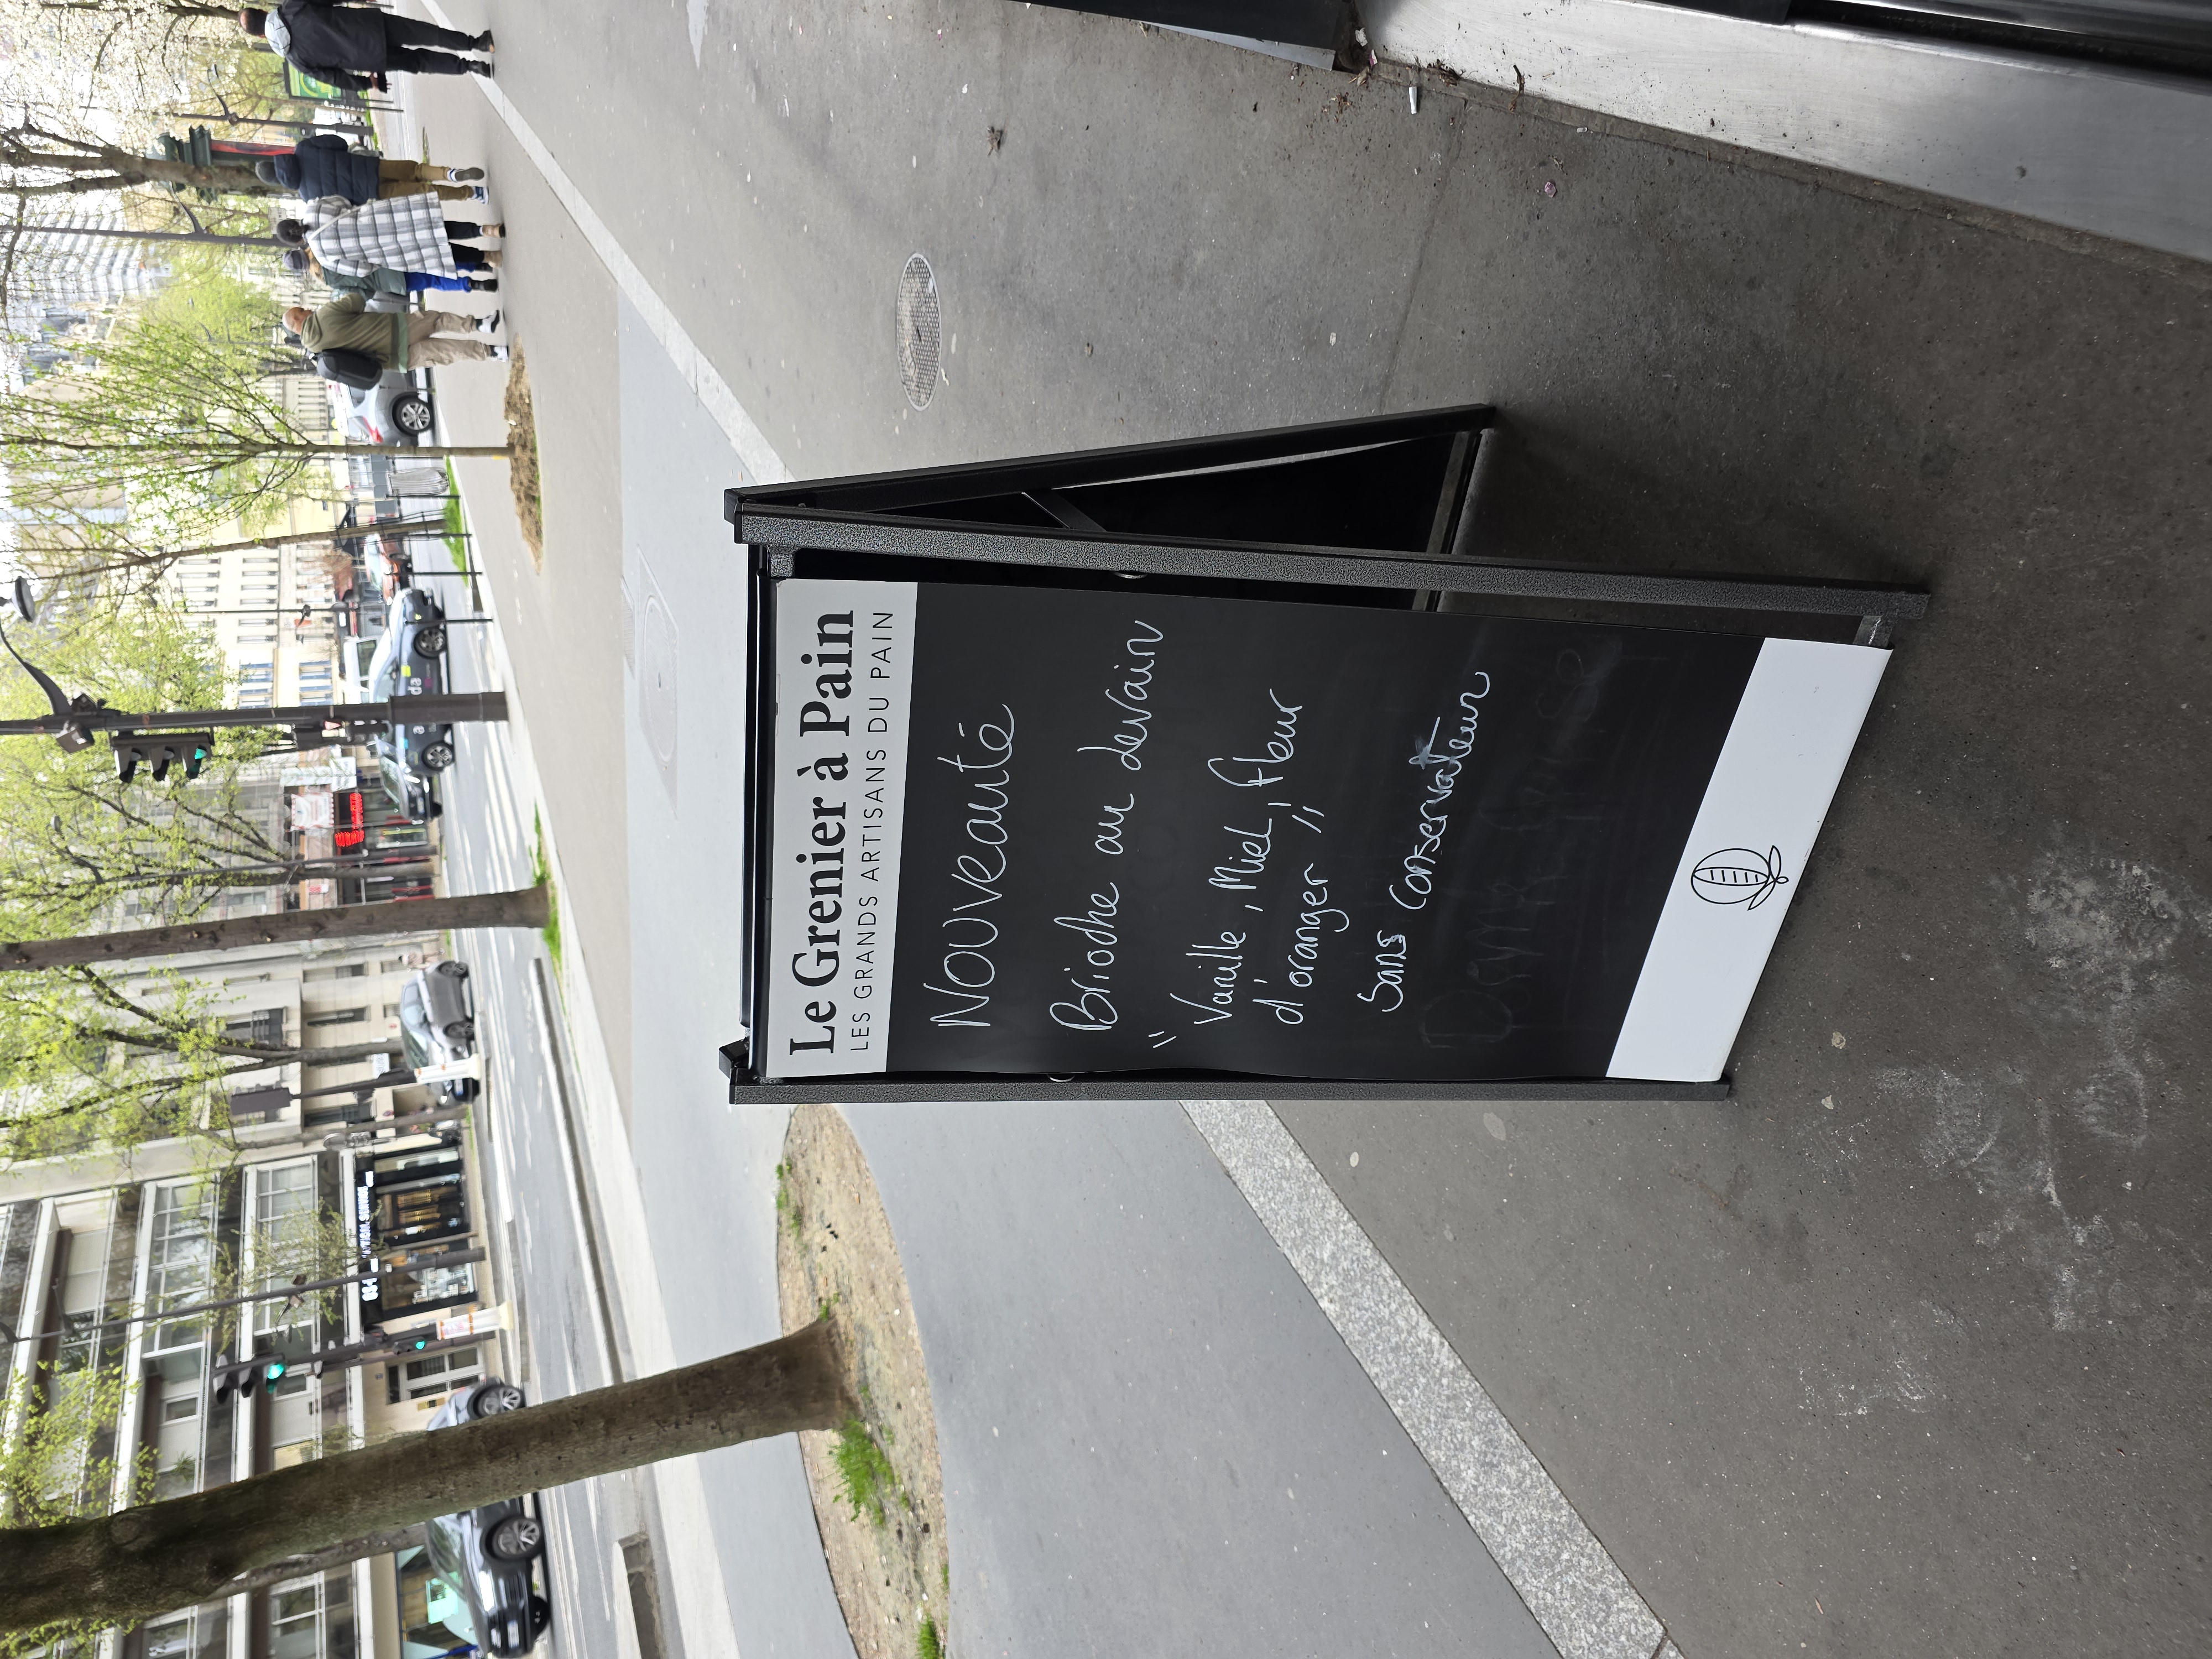 Le Grenier à Pain
LES GRANDS ARTISANS DU PAIN
Nouveauté
Brioche au levain
" Vanille, Miel, fleur
d'oranger "
Sans Conservateur